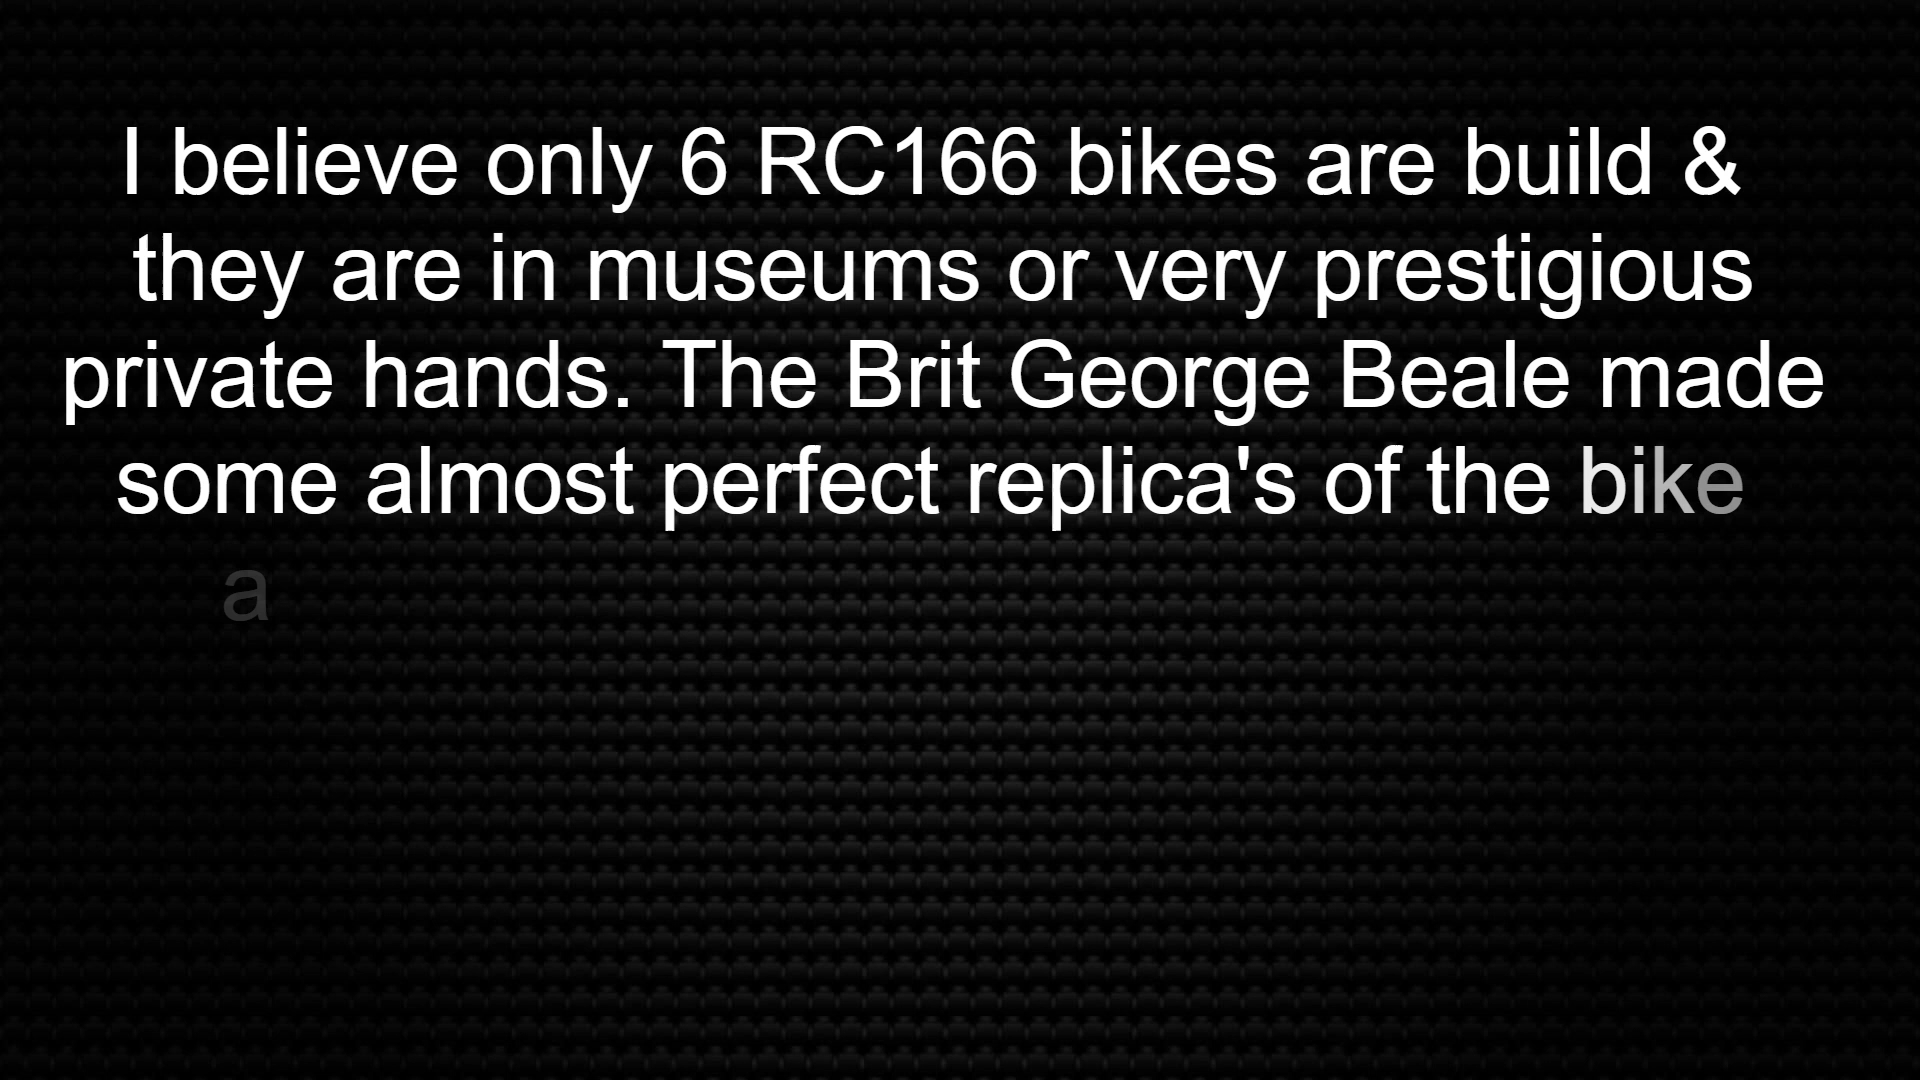 I believe only 6 RC166 bikes are build &
they are in museums or very prestigious
private hands. The Brit George Beale made
some almost perfect replica's of the bike
a